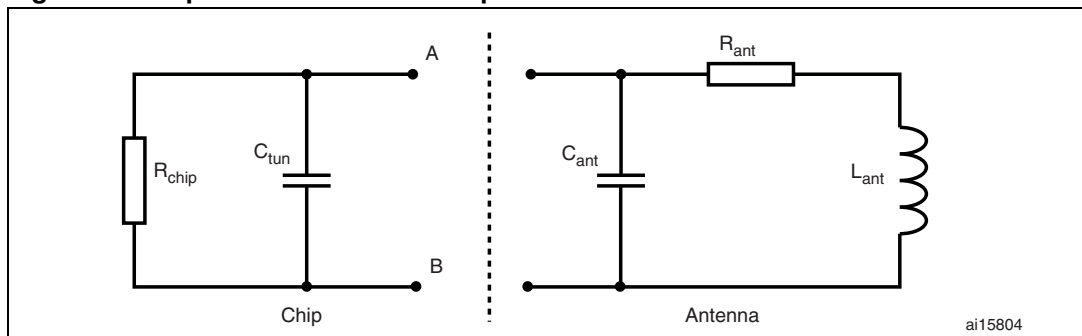 A
R_ant
R_chip
C_tun
C_ant
L_ant
B
Chip
Antenna
ai15804